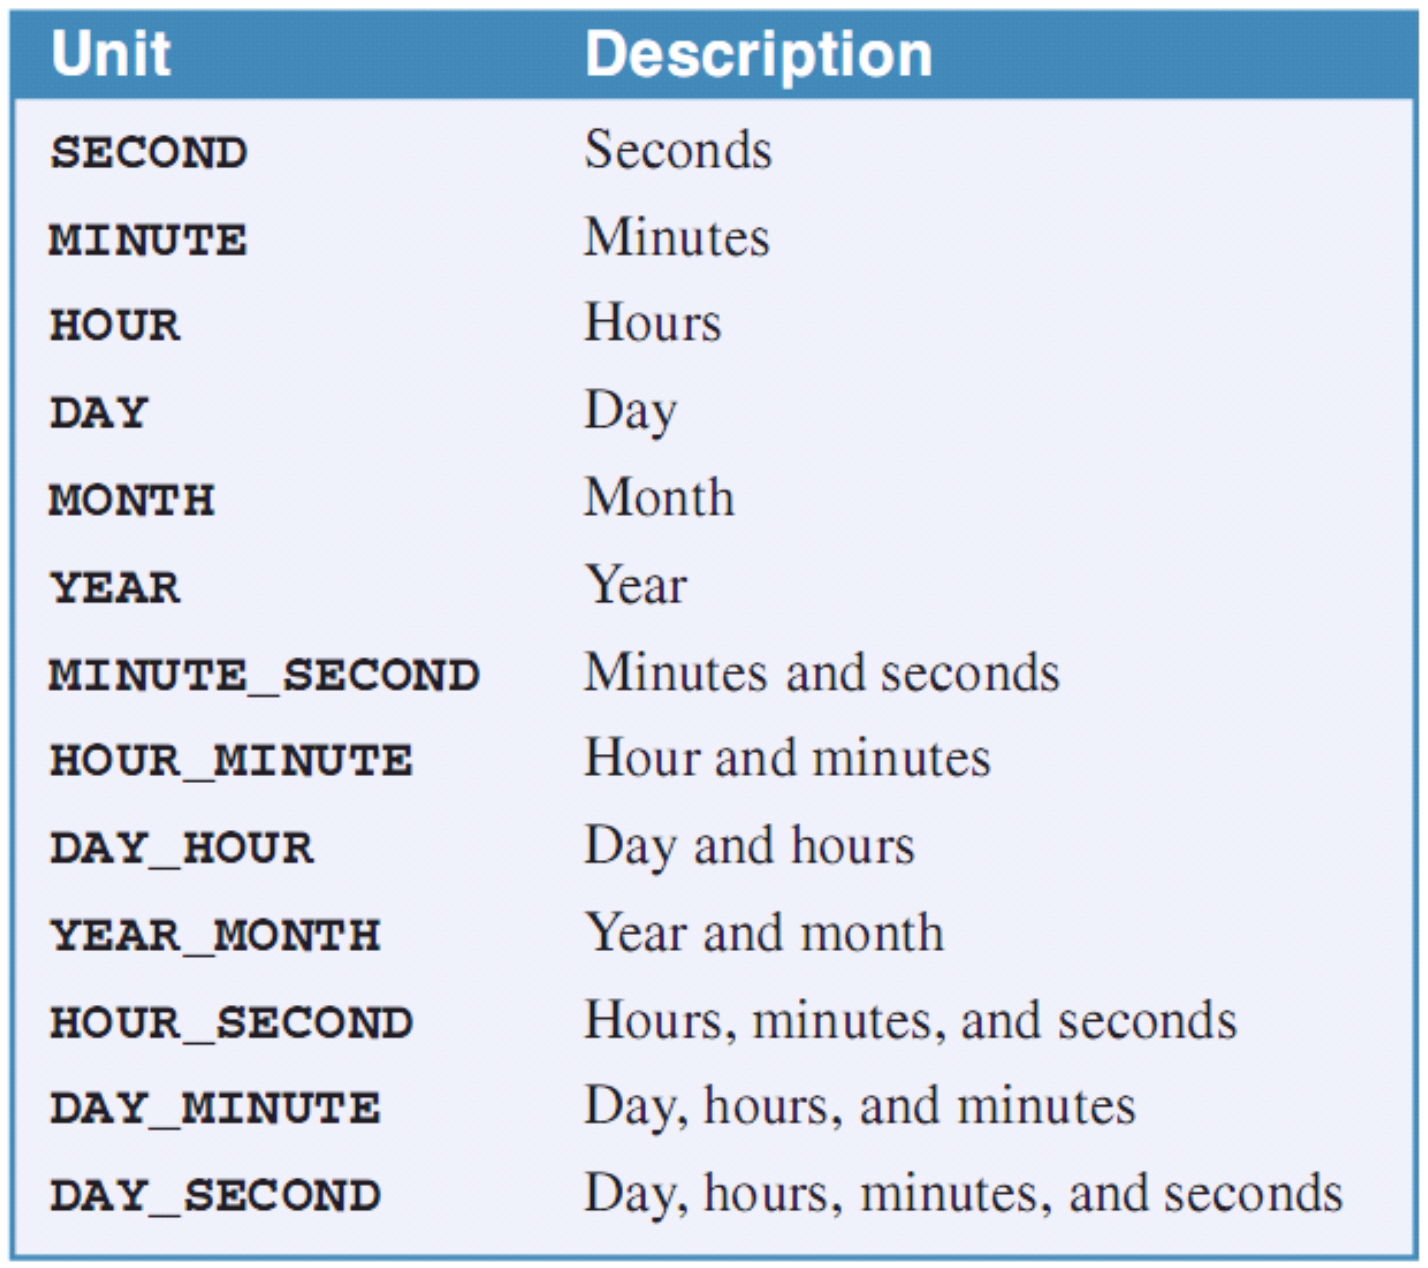 Unit Description
SECOND Seconds
MINUTE Minutes
HOUR Hours
DAY Day
MONTH Month
YEAR Year
MINUTE_SECOND Minutes and seconds
HOUR_MINUTE Hour and minutes
DAY_HOUR Day and hours
YEAR_MONTH Year and month
HOUR_SECOND Hours, minutes, and seconds
DAY_MINUTE Day, hours, and minutes
DAY_SECOND Day, hours, minutes, and seconds